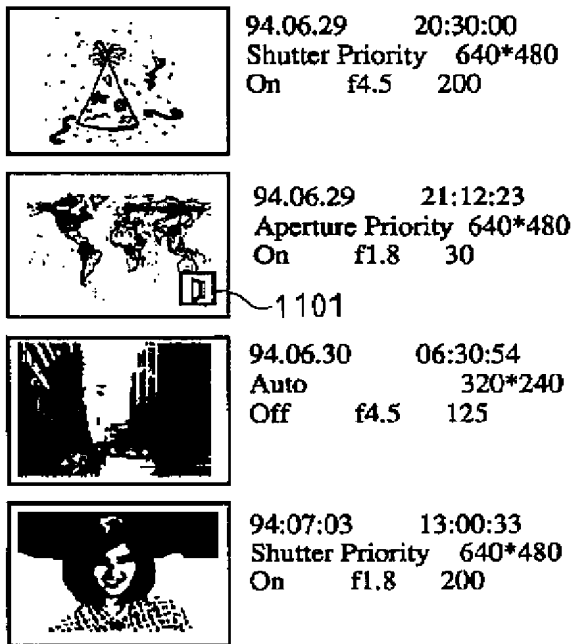 94.06.29 20:30:00
Shutter Priority 640*480
On f4.5 200
94.06.29 21:12:23
Aperture Priority 640*480
On f1.8 30
1101
94.06.30 06:30:54
Auto 320*240
Off f4.5 125
94:07:03 13:00:33
Shutter Priority 640*480
On f1.8 200